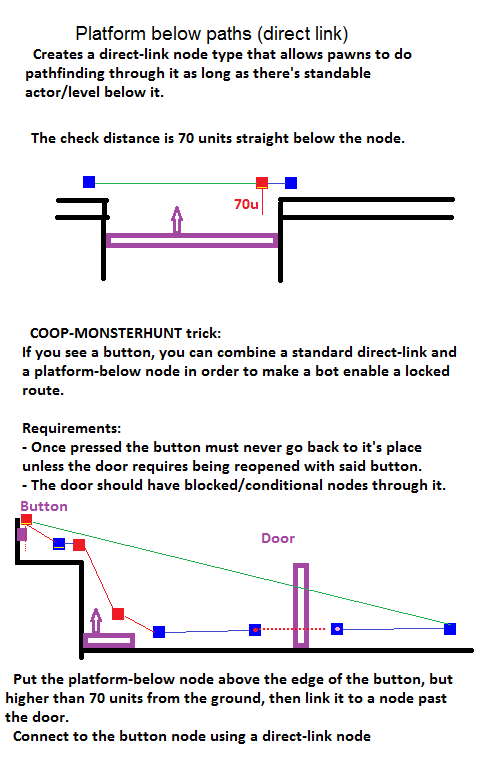 Platform below paths (direct link)
Creates a direct-link node type that allows pawns to do
pathfinding through it as long as there's standable
actor/level below it.
The check distance is 70 units straight below the node.
70u
COOP-MONSTERHUNT trick:
If you see a button, you can combine a standard direct-link and
a platform-below node in order to make a bot enable a locked
route.
Requirements:
- Once pressed the button must never go back to it's place
unless the door requires being reopened with said button.
- The door should have blocked/conditional nodes through it.
Button
Door
Put the platform-below node above the edge of the button, but
higher than 70 units from the ground, then link it to a node past
the door.
Connect to the button node using a direct-link node